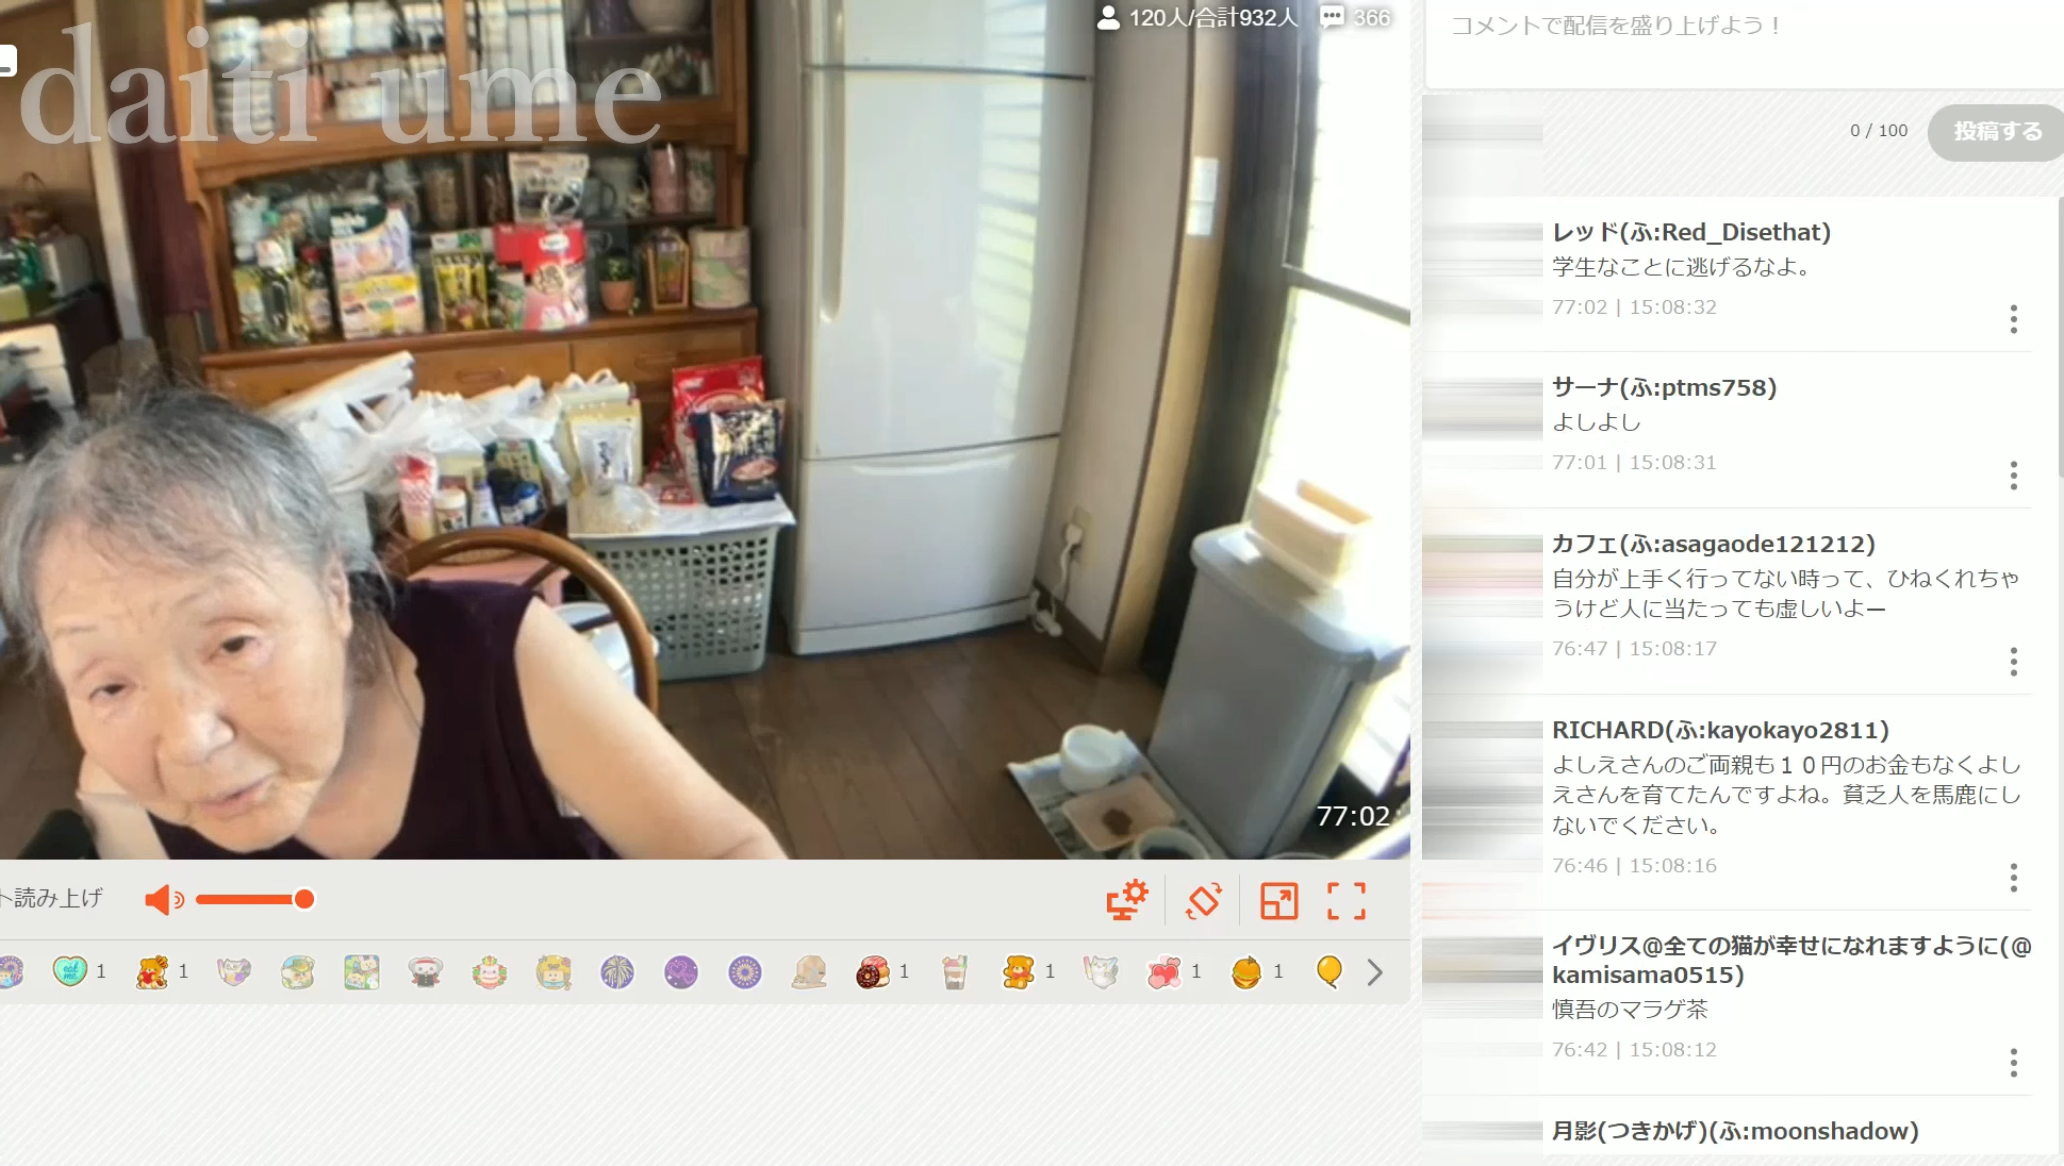 daiti ume
120人/合計932人 366
77:02
ト読み上げ
1
1
1
1
1
1
コメントで配信を盛り上げよう！
0 / 100
投稿する
レッド(ふ:Red_Disethat)
学生なことに逃げるなよ。
77:02 | 15:08:32
サーナ(ふ:ptms758)
よしよし
77:01 | 15:08:31
カフェ(ふ:asagaode121212)
自分が上手く行ってない時って、ひねくれちゃ
うけど人に当たっても虚しいよー
76:47 | 15:08:17
RICHARD(ふ:kayokayo2811)
よしえさんのご両親も１０円のお金もなくよし
えさんを育てたんですよね。貧乏人を馬鹿にし
ないでください。
76:46 | 15:08:16
イヴリス@全ての猫が幸せになれますように(@
kamisama0515)
慎吾のマラゲ茶
76:42 | 15:08:12
月影(つきかげ)(ふ:moonshadow)